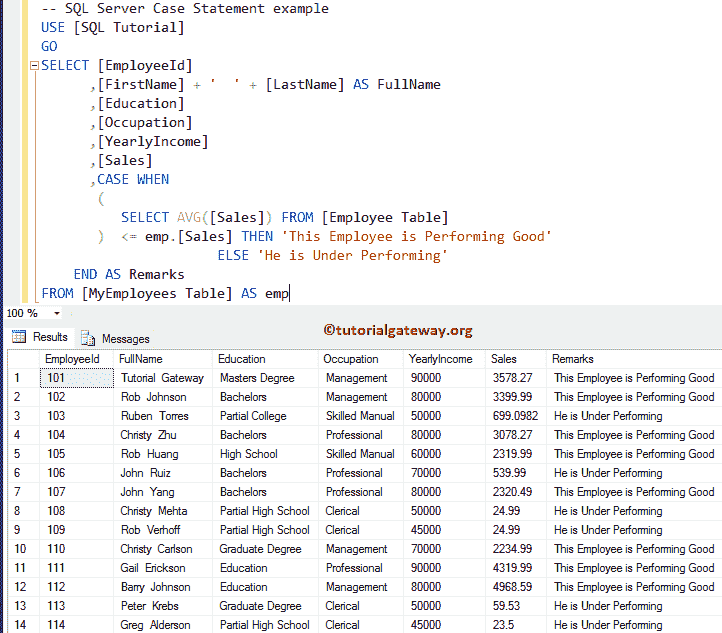 -- SQL Server Case Statement example
USE [SQL Tutorial]
GO
SELECT [EmployeeId]
,[FirstName] + '  ' + [LastName] AS FullName
,[Education]
,[Occupation]
,[YearlyIncome]
,[Sales]
,CASE WHEN
(
SELECT AVG([Sales]) FROM [Employee Table]
) <= emp.[Sales] THEN 'This Employee is Performing Good'
ELSE 'He is Under Performing'
END AS Remarks
FROM [MyEmployees Table] AS emp
100 %
©tutorialgateway.org
Results Messages
EmployeeId FullName Education Occupation YearlyIncome Sales Remarks
1 101 Tutorial Gateway Masters Degree Management 90000 3578.27 This Employee is Performing Good
2 102 Rob Johnson Bachelors Management 80000 3399.99 This Employee is Performing Good
3 103 Ruben Torres Partial College Skilled Manual 50000 699.0982 He is Under Performing
4 104 Christy Zhu Bachelors Professional 80000 3078.27 This Employee is Performing Good
5 105 Rob Huang High School Skilled Manual 60000 2319.99 This Employee is Performing Good
6 106 John Ruiz Bachelors Professional 70000 539.99 He is Under Performing
7 107 John Yang Bachelors Professional 80000 2320.49 This Employee is Performing Good
8 108 Christy Mehta Partial High School Clerical 50000 24.99 He is Under Performing
9 109 Rob Verhoff Partial High School Clerical 45000 24.99 He is Under Performing
10 110 Christy Carlson Graduate Degree Management 70000 2234.99 This Employee is Performing Good
11 111 Gail Erickson Education Professional 90000 4319.99 This Employee is Performing Good
12 112 Barry Johnson Education Management 80000 4968.59 This Employee is Performing Good
13 113 Peter Krebs Graduate Degree Clerical 50000 59.53 He is Under Performing
14 114 Greg Alderson Partial High School Clerical 45000 23.5 He is Under Performing